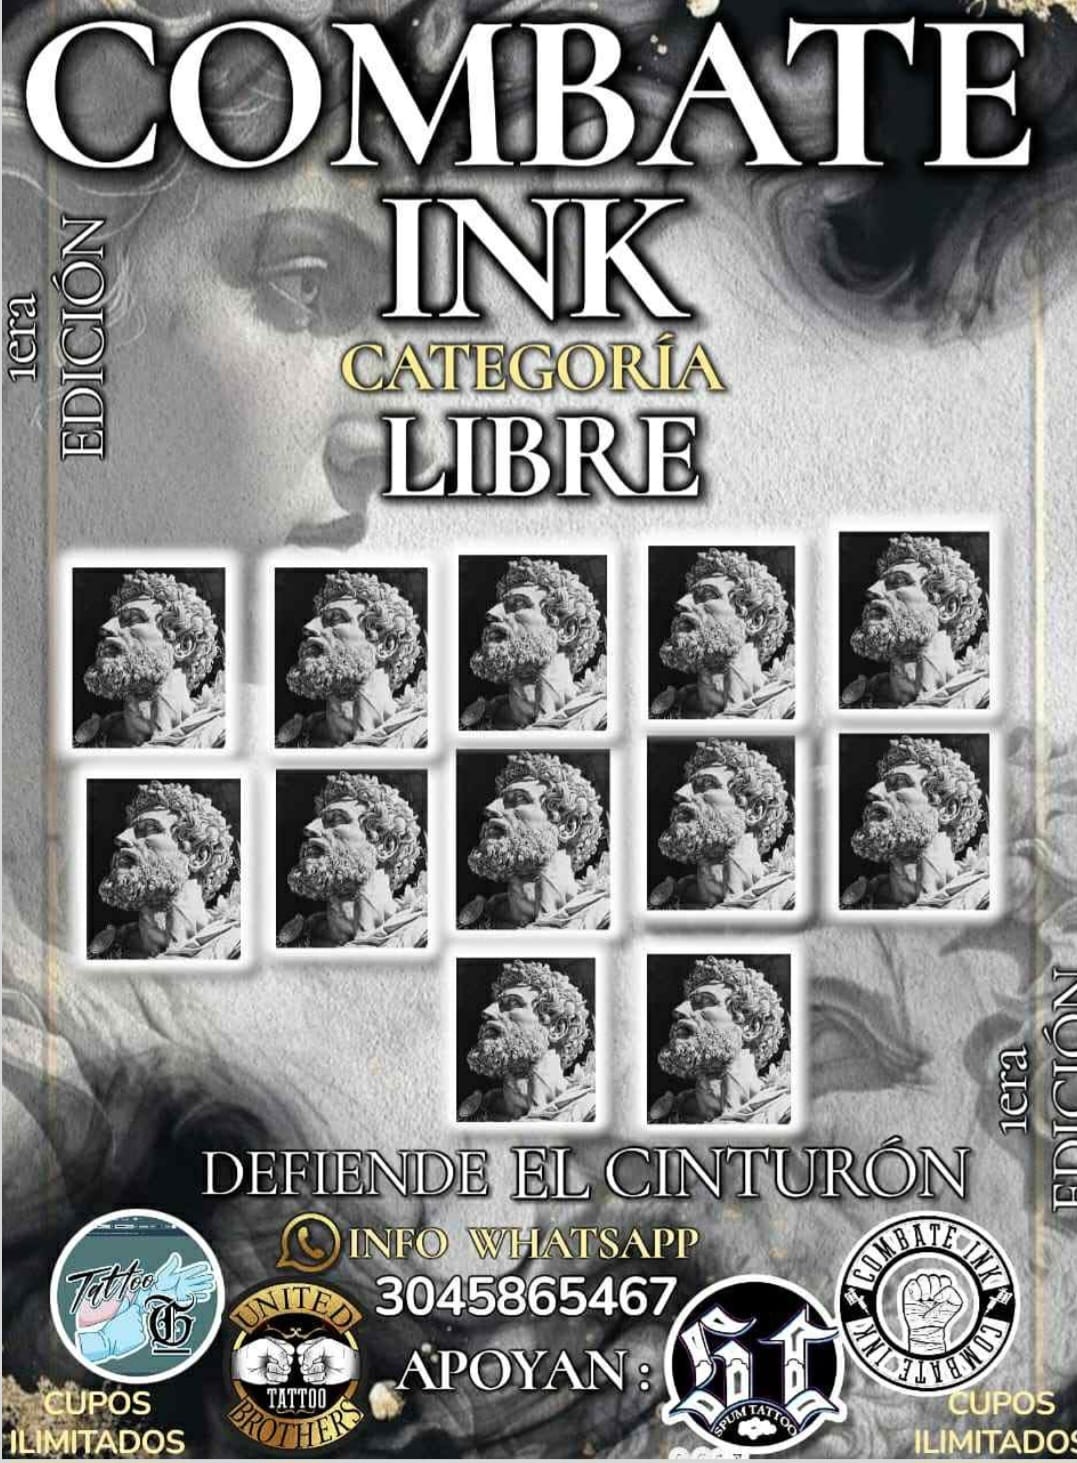 COMBATE
INK
CATEGORÍA
LIBRE
1era
EDICIÓN
1era
EDICIÓN
DEFIENDE EL CINTURÓN
INFO WHATSAPP
3045865467
APOYAN :
Tattoo
G
UNITED
TATTOO
BROTHERS
ST
SPUM TATTOO
COMBATE INK
COMBATE INK
CUPOS
ILIMITADOS
CUPOS
ILIMITADOS